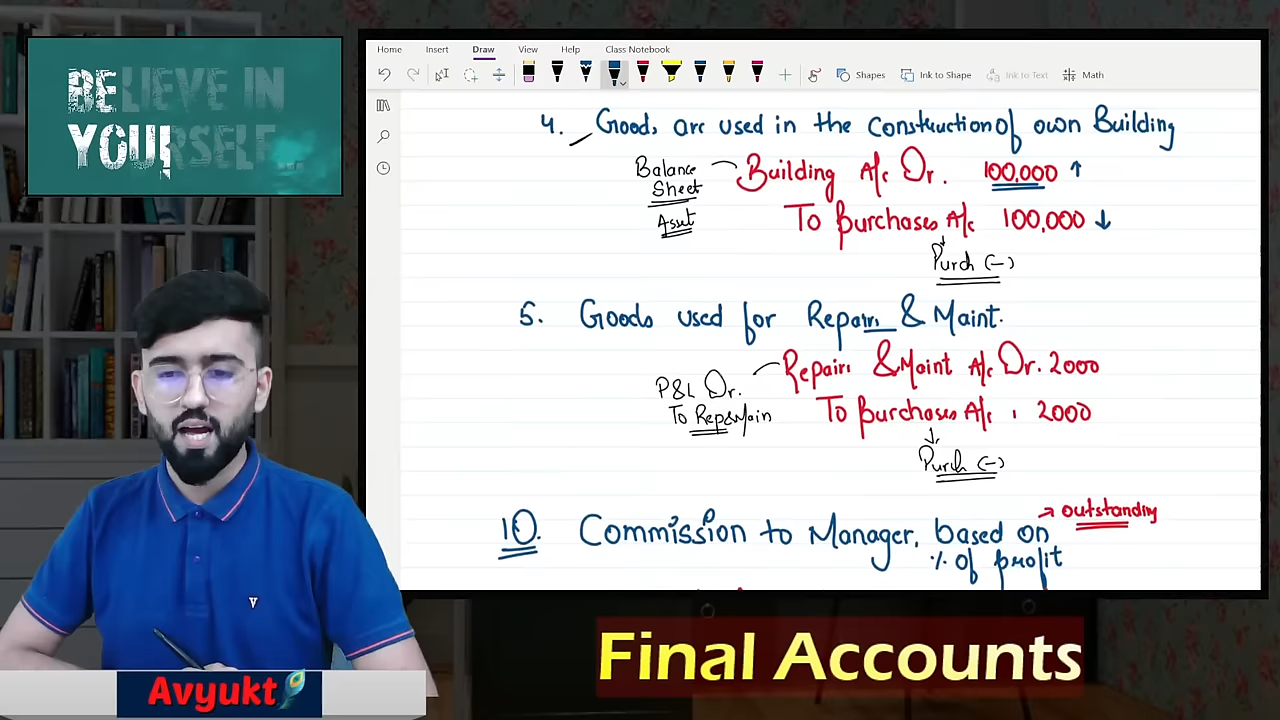 BELIEVE IN
YOURSELF
Home Insert Draw View Help Class Notebook
Shapes Ink to Shape Ink to Text Math
4. Goods are used in the Construction of own Building
Balance Sheet
Asset
Building A/c Dr. 100,000 ↑
To Purchases A/c 100,000 ↓
Purch (-)
5. Goods used for Repairs & Maint.
Repairs & Maint A/c Dr. 2000
P&L Dr.
To Rep&Main
To Purchases A/c 2000
Purch (-)
→ outstanding
10. Commission to Manager, based on
% of profit
Final Accounts
Avyukt